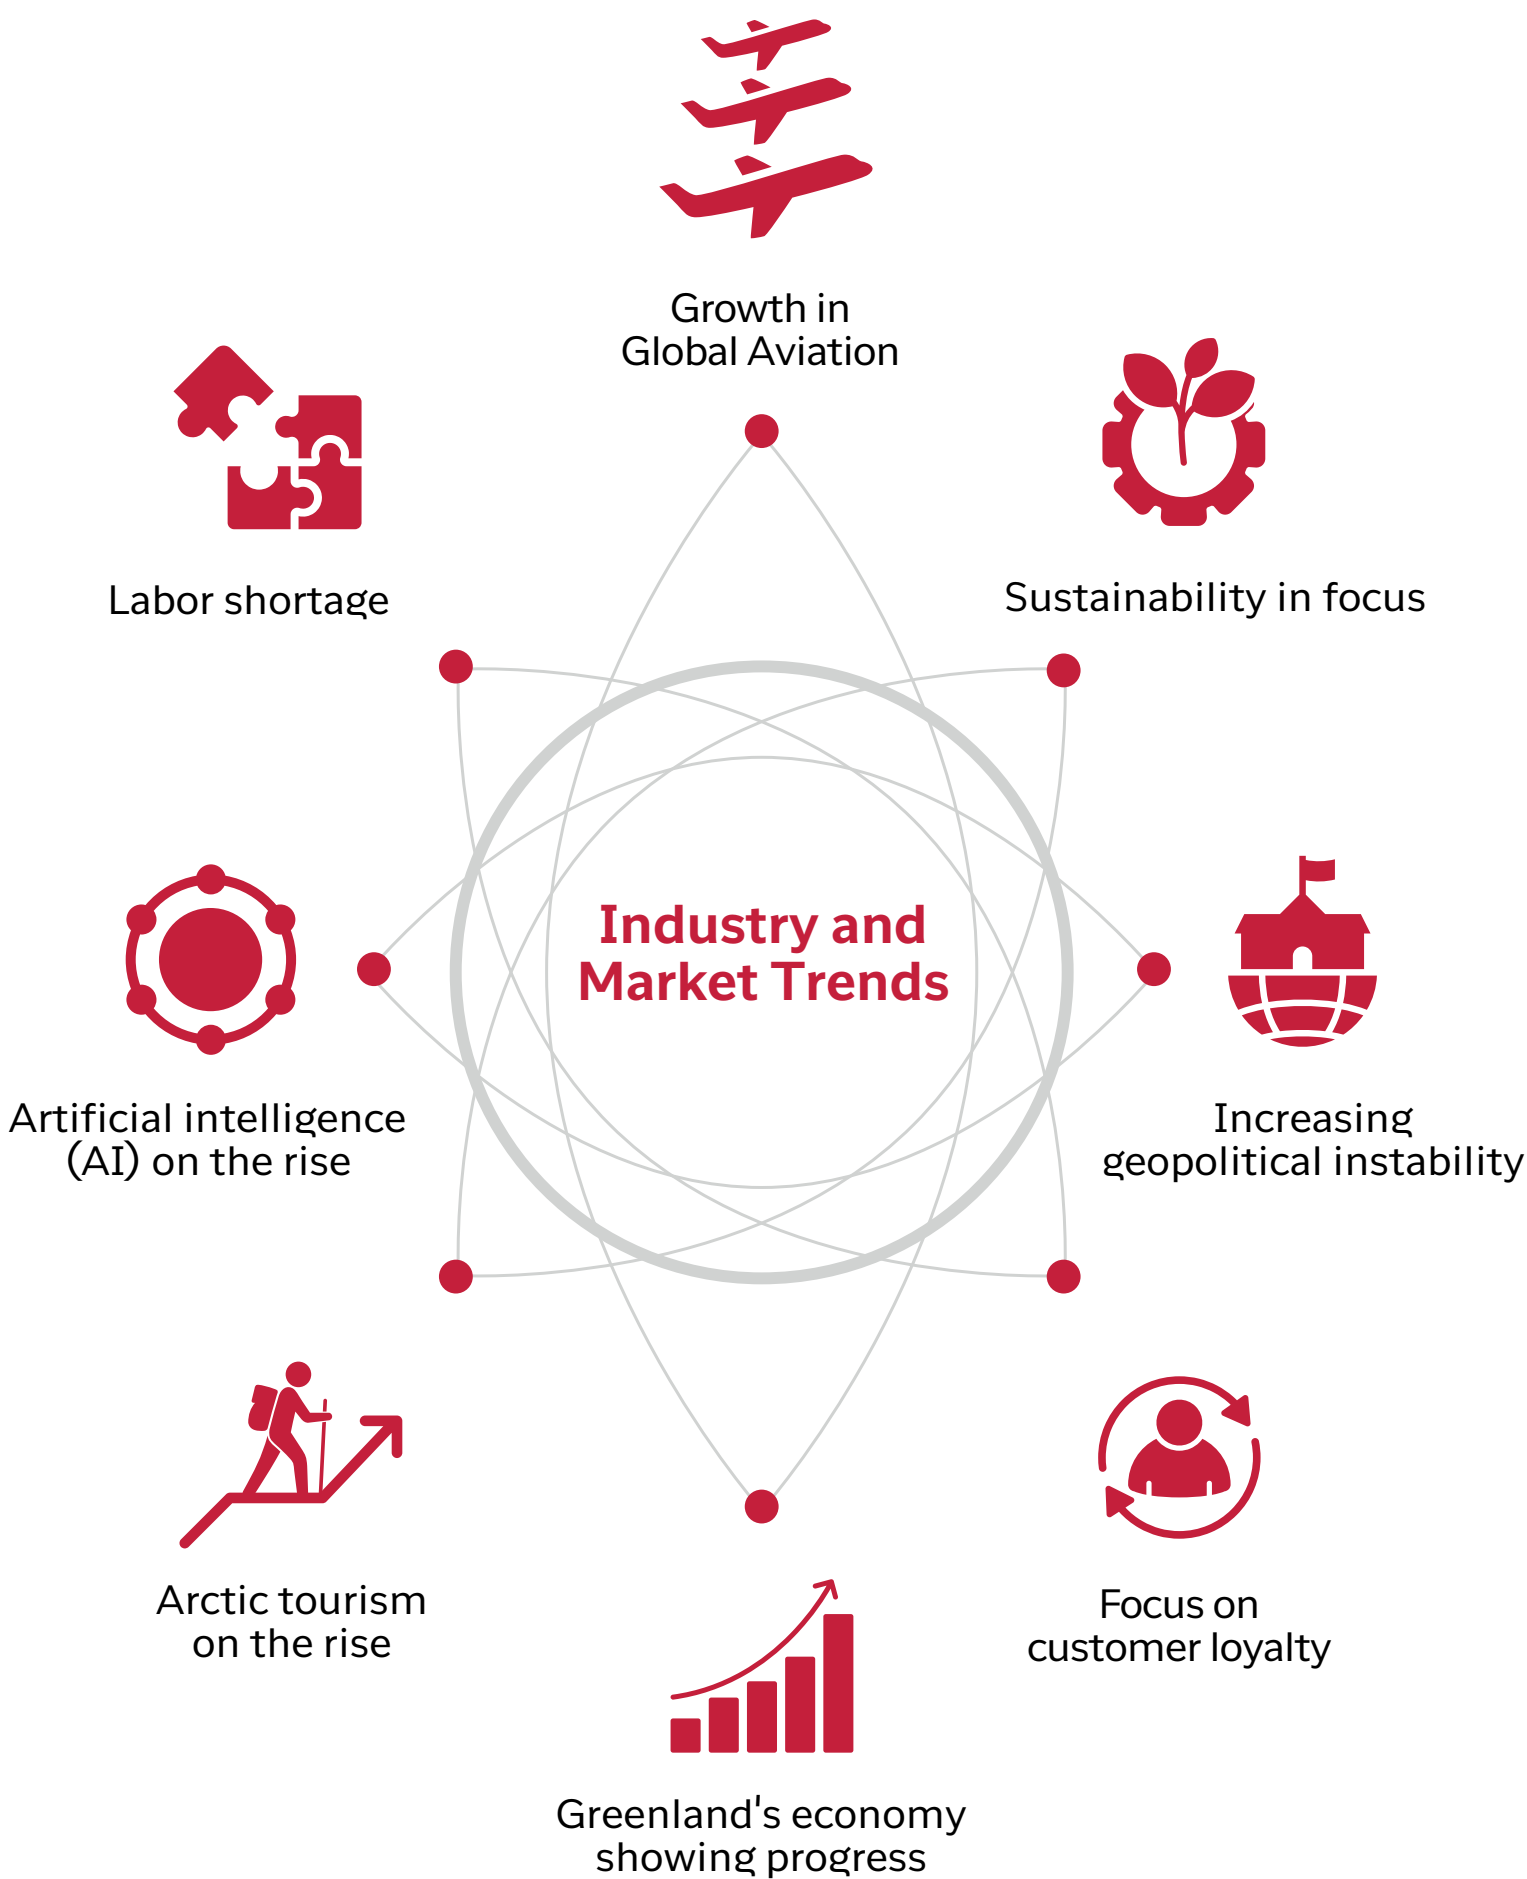 Growth in
Global Aviation
Labor shortage
Sustainability in focus
Industry and
Market Trends
Artificial intelligence
(AI) on the rise
Increasing
geopolitical instability
Arctic tourism
on the rise
Focus on
customer loyalty
Greenland's economy
showing progress